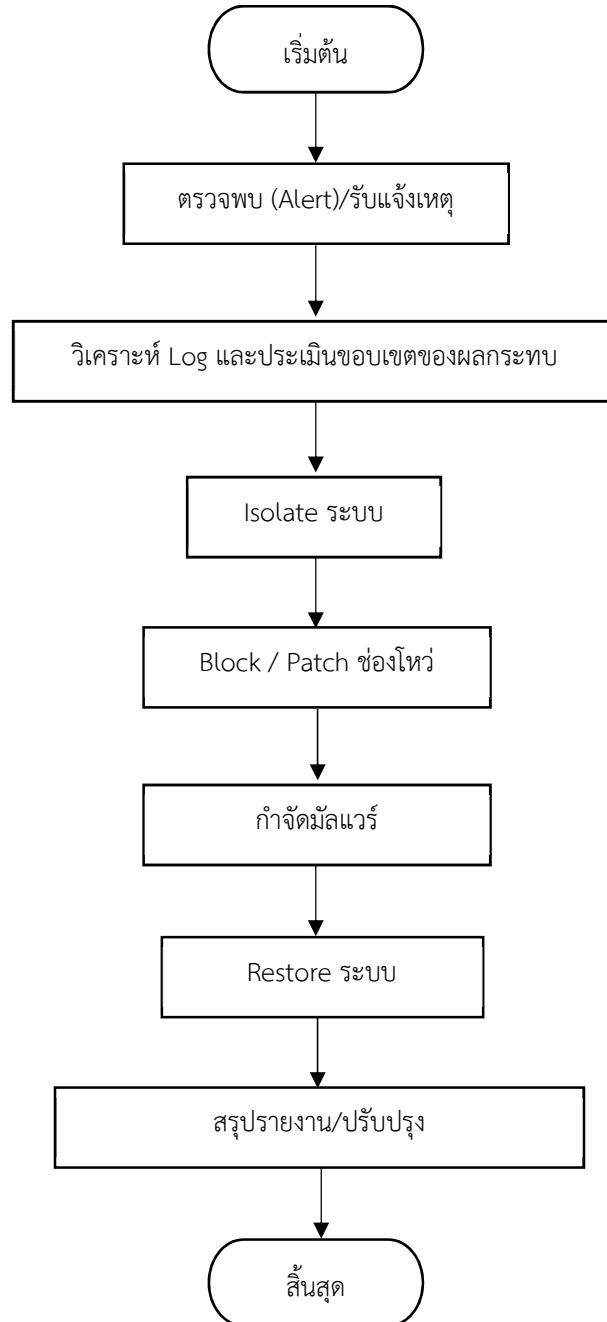 เริ่มต้น
ตรวจพบ (Alert)/รับแจ้งเหตุ
วิเคราะห์ Log และประเมินขอบเขตของผลกระทบ
Isolate ระบบ
Block / Patch ช่องโหว่
กำจัดมัลแวร์
Restore ระบบ
สรุปรายงาน/ปรับปรุง
สิ้นสุด